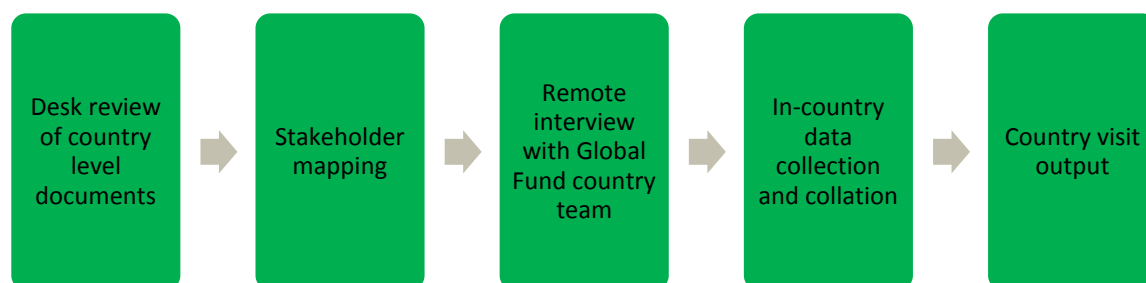 Desk review
of country
level
documents
Stakeholder
mapping
Remote
interview
with Global
Fund country
team
In-country
data
collection
and collation
Country visit
output